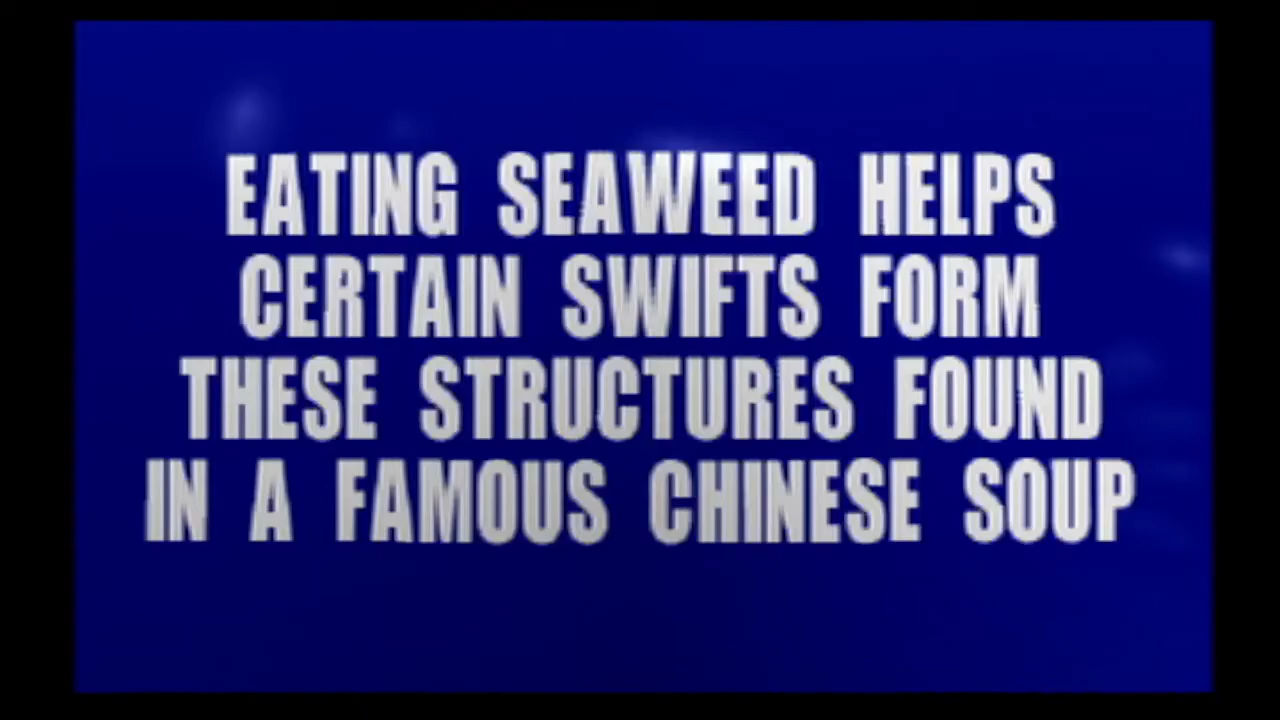 EATING SEAWEED HELPS
CERTAIN SWIFTS FORM
THESE STRUCTURES FOUND
IN A FAMOUS CHINESE SOUP